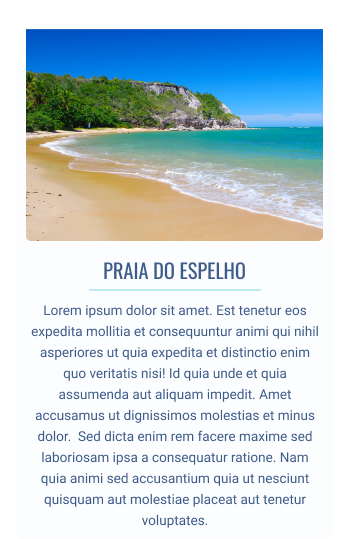 PRAIA DO ESPELHO
Lorem ipsum dolor sit amet. Est tenetur eos
expedita mollitia et consequuntur animi qui nihil
asperiores ut quia expedita et distinctio enim
quo veritatis nisi! Id quia unde et quia
assumenda aut aliquam impedit. Amet
accusamus ut dignissimos molestias et minus
dolor.  Sed dicta enim rem facere maxime sed
laboriosam ipsa a consequatur ratione. Nam
quia animi sed accusantium quia ut nesciunt
quisquam aut molestiae placeat aut tenetur
voluptates.